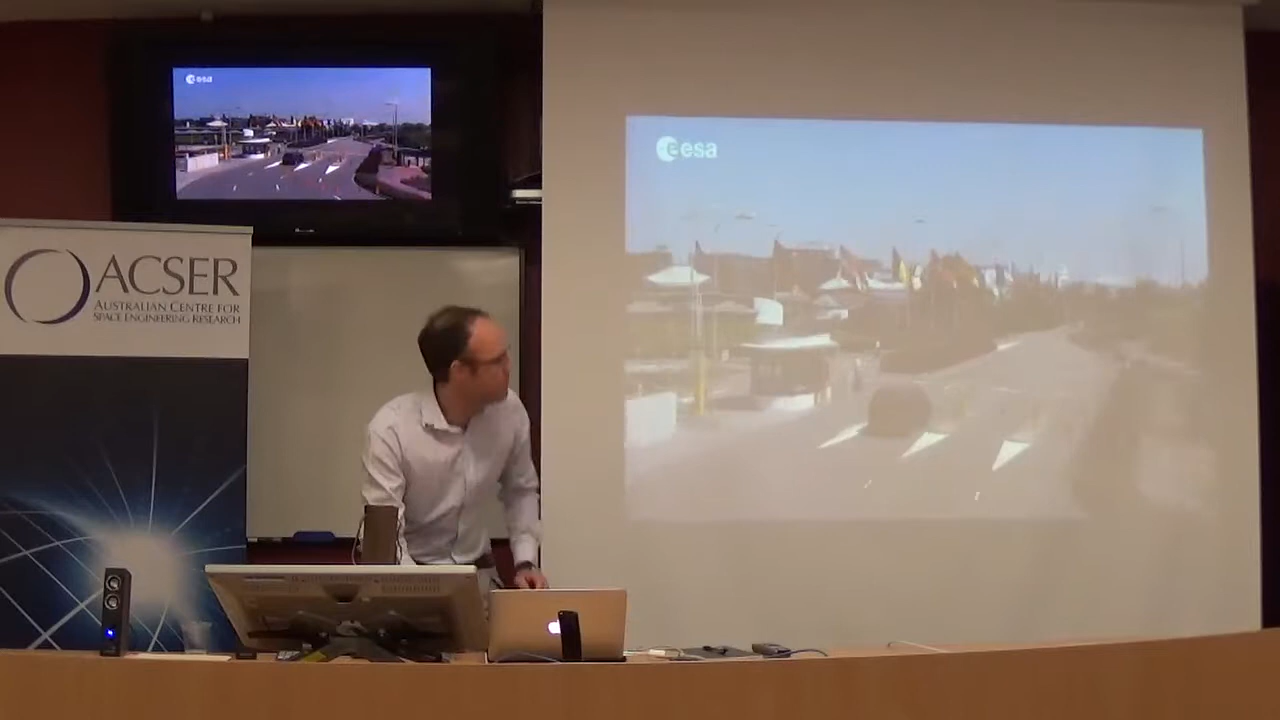 esa
esa
ACSER
AUSTRALIAN CENTRE FOR
SPACE ENGINEERING RESEARCH